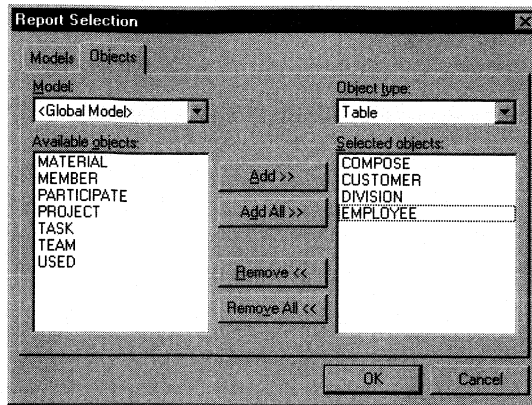 Report Selection
Models Objects
Model:
<Global Model>
Object type:
Table
Available objects:
MATERIAL
MEMBER
PARTICIPATE
PROJECT
TASK
TEAM
USED
Add >>
Add All >>
Remove <<
Remove All <<
Selected objects:
COMPOSE
CUSTOMER
DIVISION
EMPLOYEE
OK
Cancel